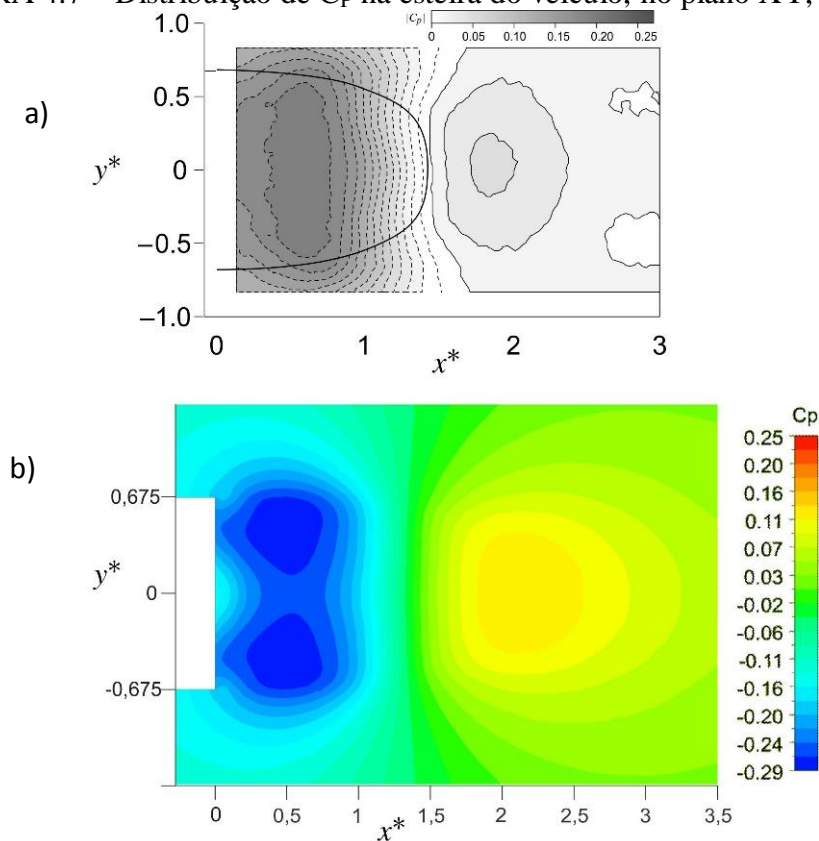 RA 4.7 – Distribuição de Cp na esteira do veículo, no plano XY,
|Cp|
0 0.05 0.10 0.15 0.20 0.25
a)
1.0
0.5
0
−0.5
−1.0
y*
0 1 2 3
x*
b)
0,675
0
-0,675
y*
0 0,5 1 1,5 2 2,5 3 3,5
x*
Cp
0.25
0.20
0.16
0.11
0.07
0.03
-0.02
-0.06
-0.11
-0.16
-0.20
-0.24
-0.29